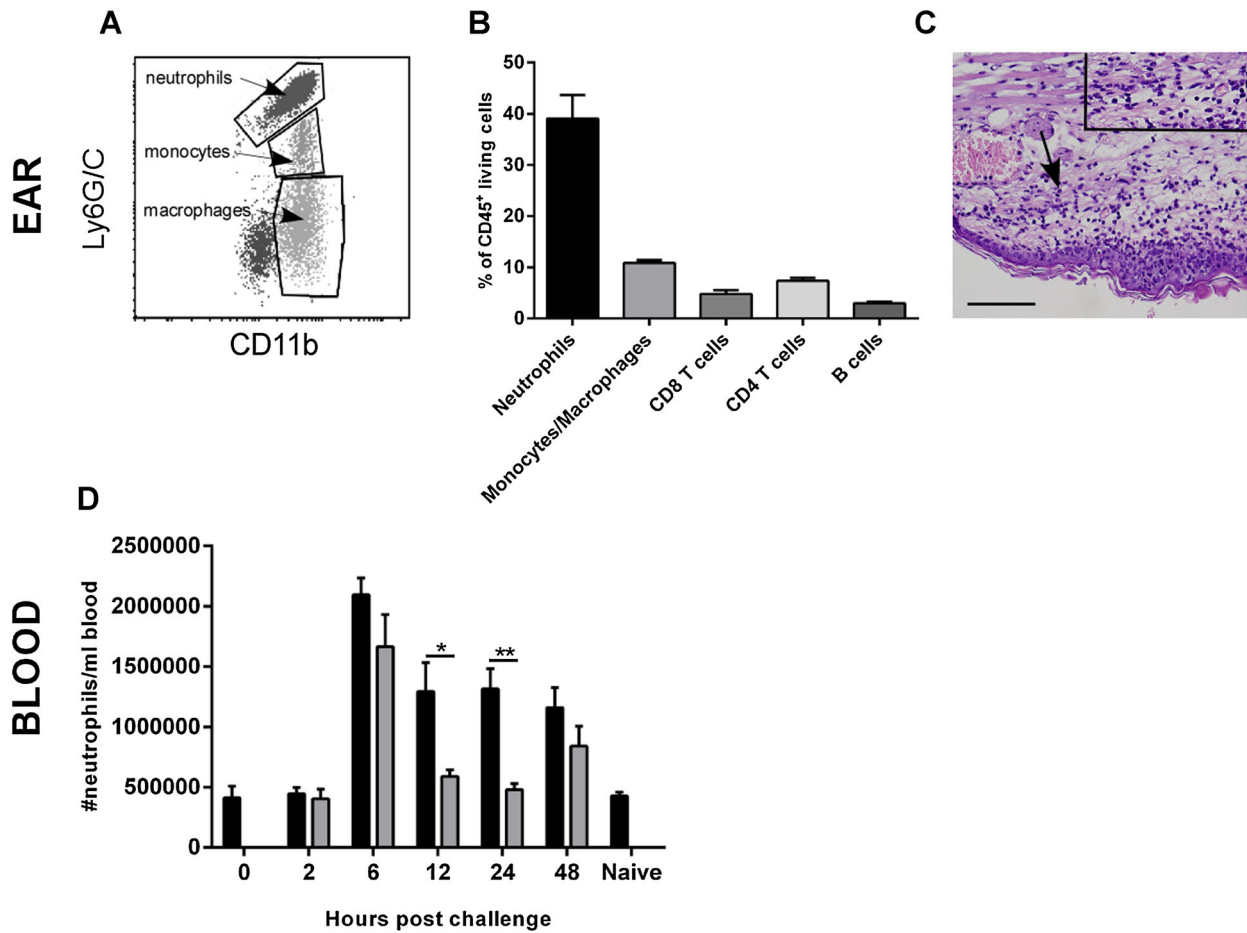 A
B
C
EAR
neutrophils
monocytes
macrophages
Ly6G/C
CD11b
% of CD45+ living cells
50
40
30
20
10
0
Neutrophils
Monocytes/Macrophages
CD8 T cells
CD4 T cells
B cells
D
BLOOD
#neutrophils/ml blood
2500000
2000000
1500000
1000000
500000
0
*
**
0 2 6 12 24 48 Naive
Hours post challenge